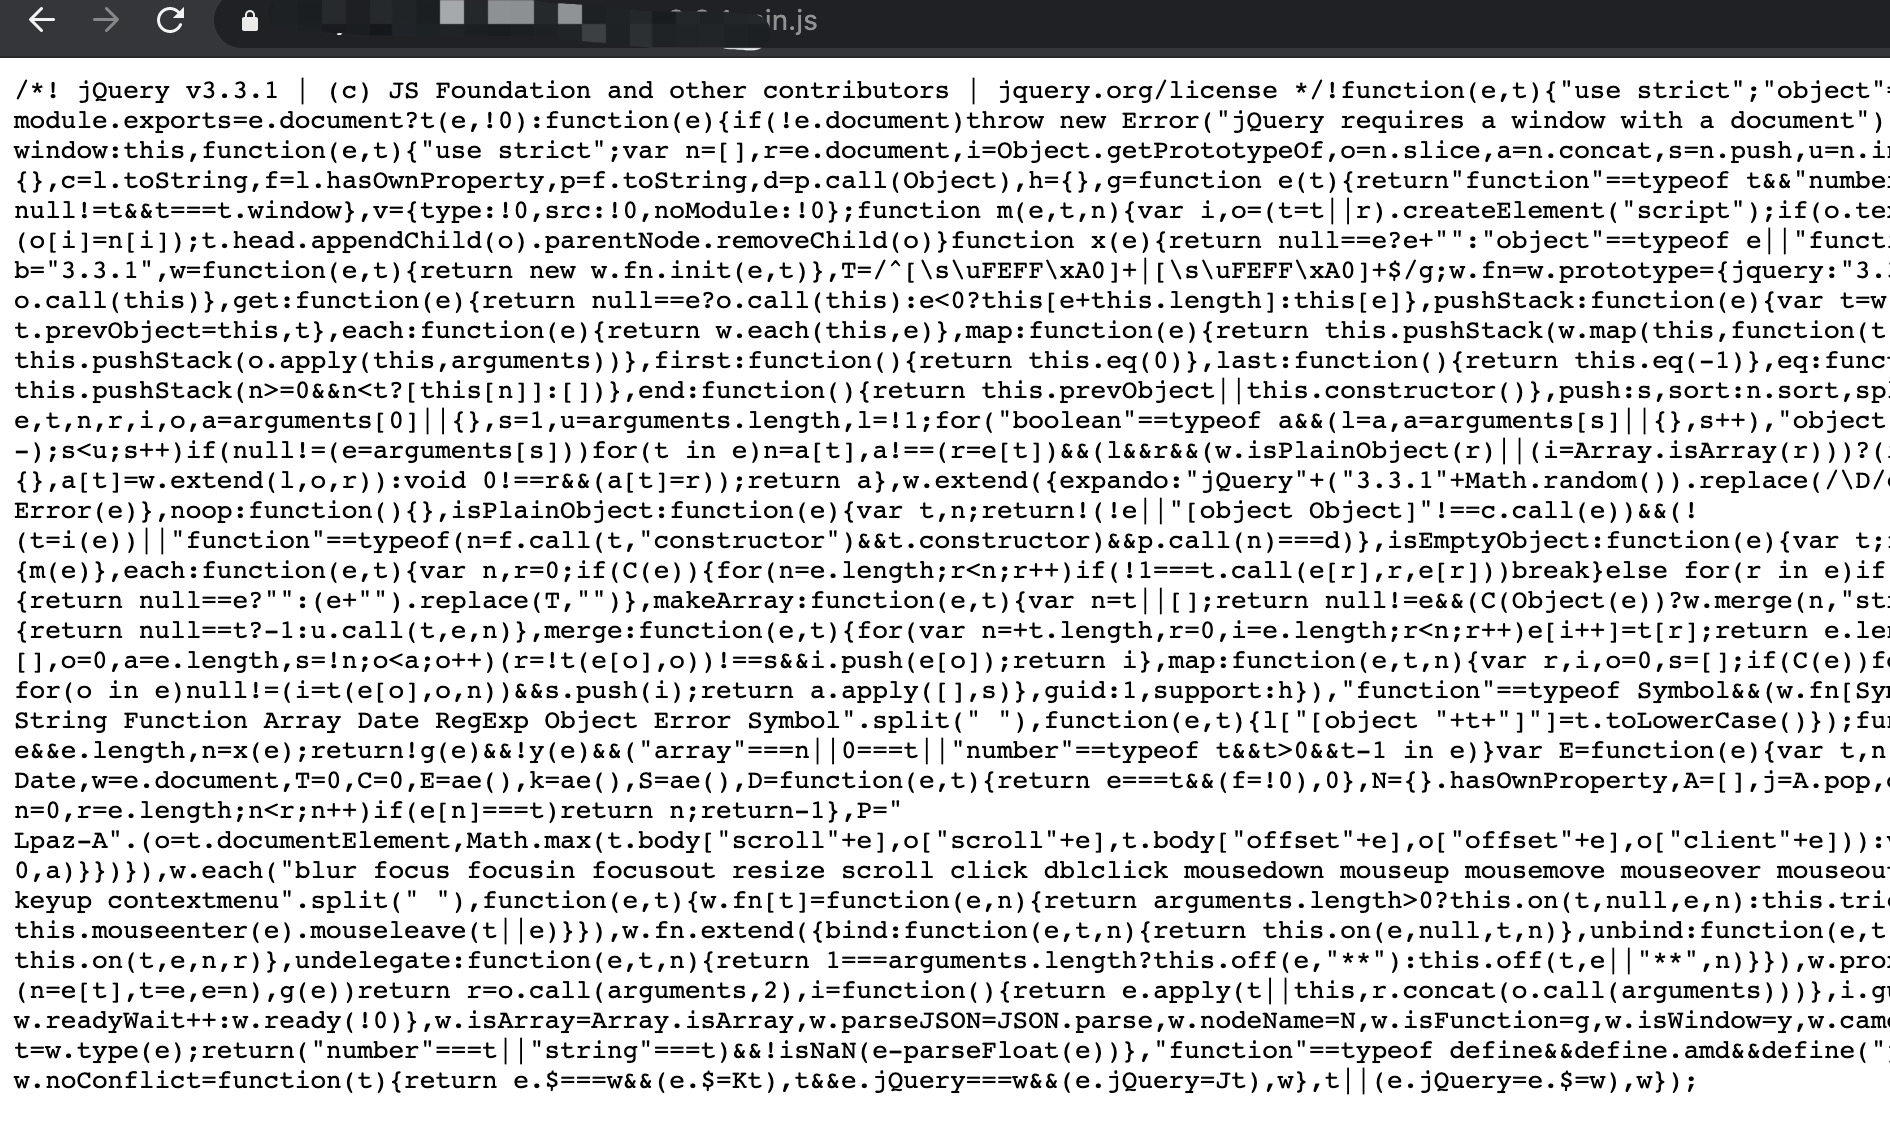 in.js
/*! jQuery v3.3.1 | (c) JS Foundation and other contributors | jquery.org/license */!function(e,t){"use strict";"object"=
module.exports=e.document?t(e,!0):function(e){if(!e.document)throw new Error("jQuery requires a window with a document")
window:this,function(e,t){"use strict";var n=[],r=e.document,i=Object.getPrototypeOf,o=n.slice,a=n.concat,s=n.push,u=n.in
{},c=l.toString,f=l.hasOwnProperty,p=f.toString,d=p.call(Object),h={},g=function e(t){return"function"==typeof t&&"number
null!=t&&t===t.window},v={type:!0,src:!0,noModule:!0};function m(e,t,n){var i,o=(t=t||r).createElement("script");if(o.tex
(o[i]=n[i]);t.head.appendChild(o).parentNode.removeChild(o)}function x(e){return null==e?e+"":"object"==typeof e||"functi
b="3.3.1",w=function(e,t){return new w.fn.init(e,t)},T=/^[\s\uFEFF\xA0]+|[\s\uFEFF\xA0]+$/g;w.fn=w.prototype={jquery:"3.3
o.call(this)},get:function(e){return null==e?o.call(this):e<0?this[e+this.length]:this[e]},pushStack:function(e){var t=w
t.prevObject=this,t},each:function(e){return w.each(this,e)},map:function(e){return this.pushStack(w.map(this,function(t
this.pushStack(o.apply(this,arguments))},first:function(){return this.eq(0)},last:function(){return this.eq(-1)},eq:func
this.pushStack(n>=0&&n<t?[this[n]]:[])},end:function(){return this.prevObject||this.constructor()},push:s,sort:n.sort,spl
e,t,n,r,i,o,a=arguments[0]||{},s=1,u=arguments.length,l=!1;for("boolean"==typeof a&&(l=a,a=arguments[s]||{},s++),"object
-);s<u;s++)if(null!=(e=arguments[s]))for(t in e)n=a[t],a!==(r=e[t])&&(l&&r&&(w.isPlainObject(r)||(i=Array.isArray(r)))?(i
{},a[t]=w.extend(l,o,r)):void 0!==r&&(a[t]=r));return a},w.extend({expando:"jQuery"+("3.3.1"+Math.random()).replace(/\D/
Error(e)},noop:function(){},isPlainObject:function(e){var t,n;return!(!e||"[object Object]"!==c.call(e))&&(!
(t=i(e))||"function"==typeof(n=f.call(t,"constructor")&&t.constructor)&&p.call(n)===d)},isEmptyObject:function(e){var t;
{m(e)},each:function(e,t){var n,r=0;if(C(e)){for(n=e.length;r<n;r++)if(!1===t.call(e[r],r,e[r]))break}else for(r in e)if
{return null==e?"":(e+"").replace(T,"")},makeArray:function(e,t){var n=t||[];return null!=e&&(C(Object(e))?w.merge(n,"st
{return null==t?-1:u.call(t,e,n)},merge:function(e,t){for(var n=+t.length,r=0,i=e.length;r<n;r++)e[i++]=t[r];return e.len
[],o=0,a=e.length,s=!n;o<a;o++)(r=!t(e[o],o))!==s&&i.push(e[o]);return i},map:function(e,t,n){var r,i,o=0,s=[];if(C(e))fo
for(o in e)null!=(i=t(e[o],o,n))&&s.push(i);return a.apply([],s)},guid:1,support:h}),"function"==typeof Symbol&&(w.fn[Sym
String Function Array Date RegExp Object Error Symbol".split(" "),function(e,t){l["[object "+t+"]"]=t.toLowerCase()});fun
e&&e.length,n=x(e);return!g(e)&&!y(e)&&("array"===n||0===t||"number"==typeof t&&t>0&&t-1 in e)}var E=function(e){var t,n
Date,w=e.document,T=0,C=0,E=ae(),k=ae(),S=ae(),D=function(e,t){return e===t&&(f=!0),0},N={}.hasOwnProperty,A=[],j=A.pop,
n=0,r=e.length;n<r;n++)if(e[n]===t)return n;return-1},P="
Lpaz-A".(o=t.documentElement,Math.max(t.body["scroll"+e],o["scroll"+e],t.body["offset"+e],o["offset"+e],o["client"+e])):v
0,a)}})}),w.each("blur focus focusin focusout resize scroll click dblclick mousedown mouseup mousemove mouseover mouseou
keyup contextmenu".split(" "),function(e,t){w.fn[t]=function(e,n){return arguments.length>0?this.on(t,null,e,n):this.trig
this.mouseenter(e).mouseleave(t||e)}}),w.fn.extend({bind:function(e,t,n){return this.on(e,null,t,n)},unbind:function(e,t
this.on(t,e,n,r)},undelegate:function(e,t,n){return 1===arguments.length?this.off(e,"**"):this.off(t,e||"**",n)}}),w.prox
(n=e[t],t=e,e=n),g(e))return r=o.call(arguments,2),i=function(){return e.apply(t||this,r.concat(o.call(arguments)))},i.gu
w.readyWait++:w.ready(!0)},w.isArray=Array.isArray,w.parseJSON=JSON.parse,w.nodeName=N,w.isFunction=g,w.isWindow=y,w.came
t=w.type(e);return("number"===t||"string"===t)&&!isNaN(e-parseFloat(e))},"function"==typeof define&&define.amd&&define("
w.noConflict=function(t){return e.$===w&&(e.$=Kt),t&&e.jQuery===w&&(e.jQuery=Jt),w},t||(e.jQuery=e.$=w),w});